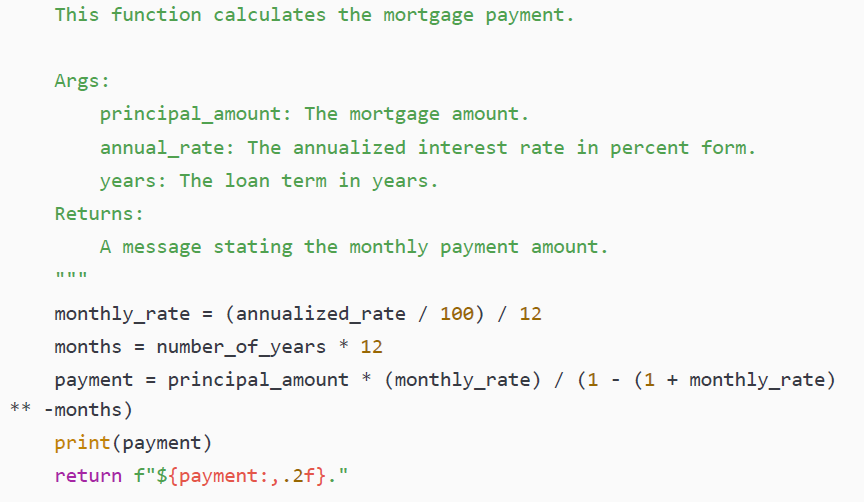 This function calculates the mortgage payment.
Args:
principal_amount: The mortgage amount.
annual_rate: The annualized interest rate in percent form.
years: The loan term in years.
Returns:
A message stating the monthly payment amount.
"""
monthly_rate = (annualized_rate / 100) / 12
months = number_of_years * 12
payment = principal_amount * (monthly_rate) / (1 - (1 + monthly_rate)
** -months)
print(payment)
return f"${payment:,.2f}."